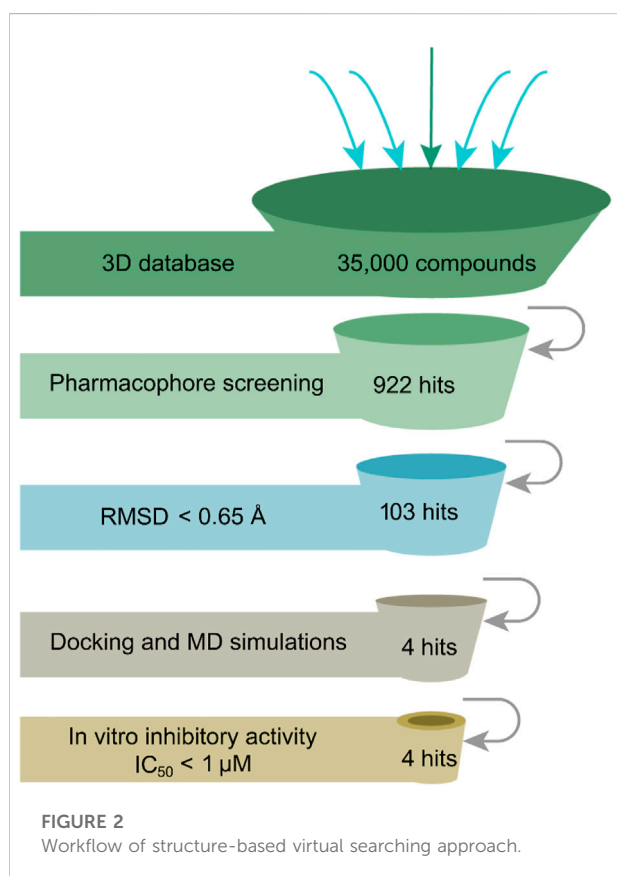 3D database 35,000 compounds
Pharmacophore screening 922 hits
RMSD < 0.65 Å 103 hits
Docking and MD simulations 4 hits
In vitro inhibitory activity
IC₅₀ < 1 µM 4 hits
FIGURE 2
Workflow of structure-based virtual searching approach.